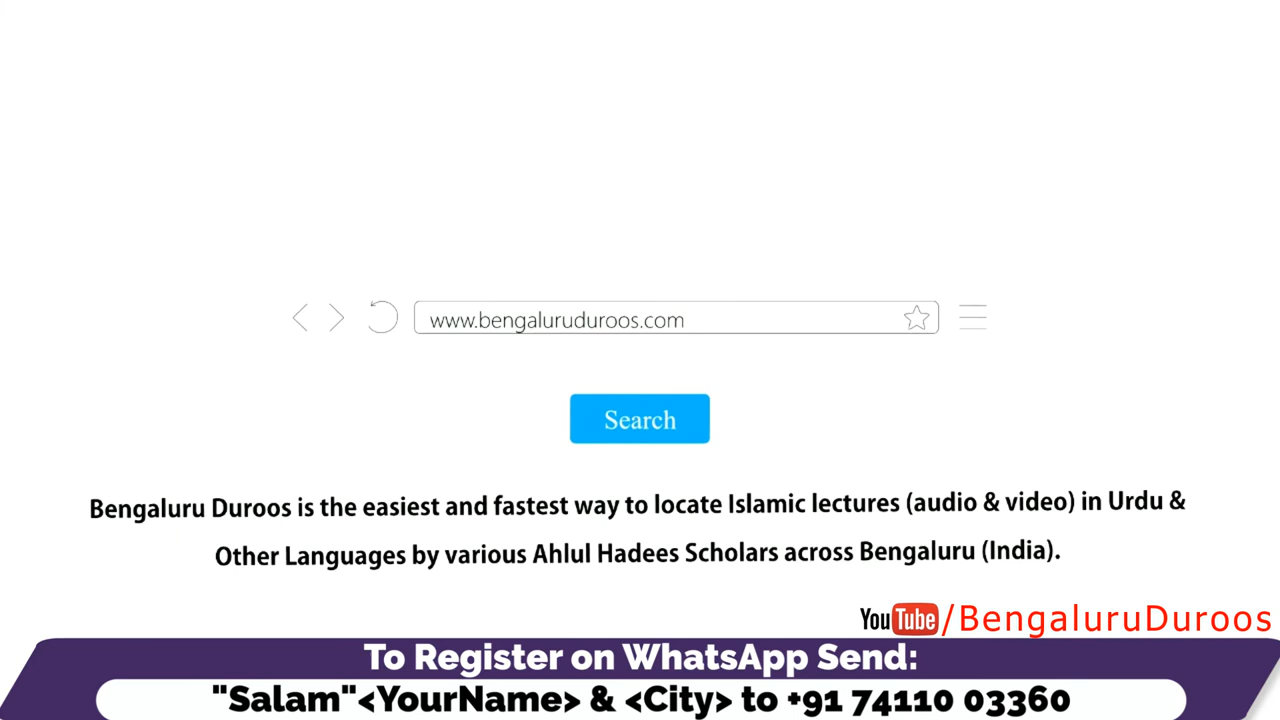 www.bengaluruduroos.com
Search
Bengaluru Duroos is the easiest and fastest way to locate Islamic lectures (audio & video) in Urdu &
Other Languages by various Ahlul Hadees Scholars across Bengaluru (India).
YouTube/BengaluruDuroos
To Register on WhatsApp Send:
"Salam"<YourName> & <City> to +91 74110 03360